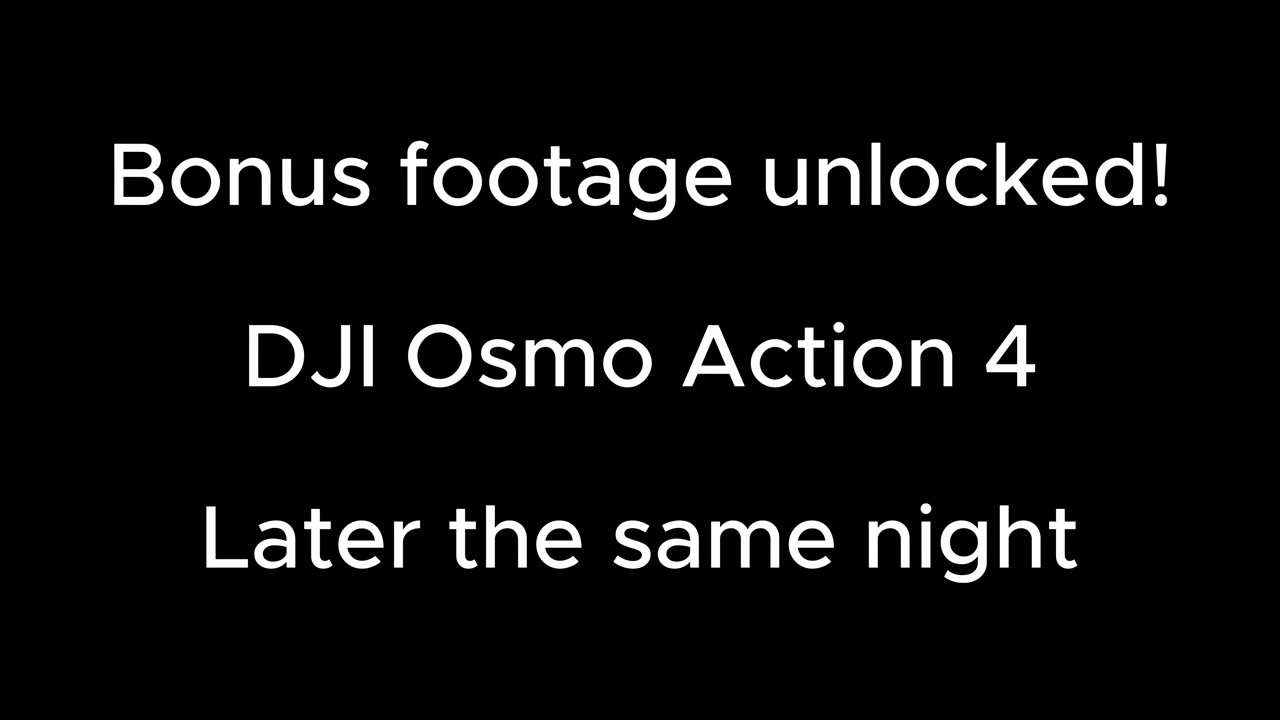 Bonus footage unlocked!
DJI Osmo Action 4
Later the same night